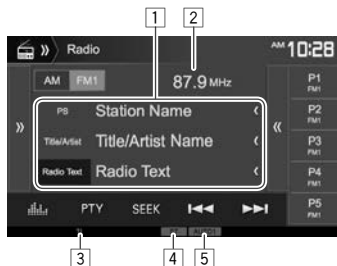 1 2
Radio AM 10:28
AM FM1 87.9 MHz P1
FM1
PS Station Name P2
FM1
Title/Artist Title/Artist Name P3
FM1
Radio Text Radio Text P4
FM1
PTY SEEK P5
FM1
ST AUTO1
3 4 5